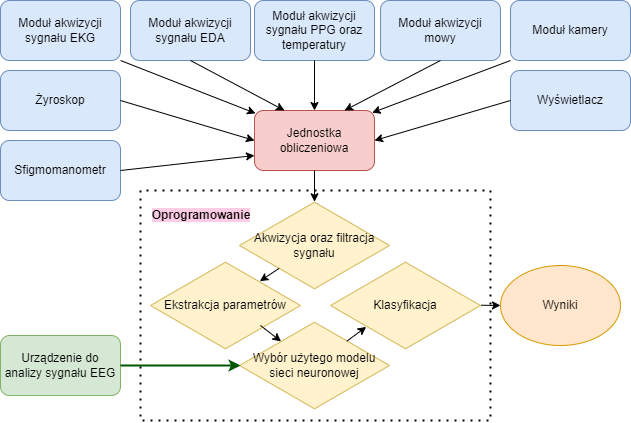 Moduł akwizycji
sygnału EKG
Moduł akwizycji
sygnału EDA
Moduł akwizycji
sygnału PPG oraz
temperatury
Moduł akwizycji
mowy
Moduł kamery
Żyroskop
Wyświetlacz
Jednostka
obliczeniowa
Sfigmomanometr
Oprogramowanie
Akwizycja oraz filtracja
sygnału
Ekstrakcja parametrów
Klasyfikacja
Wyniki
Urządzenie do
analizy sygnału EEG
Wybór użytego modelu
sieci neuronowej